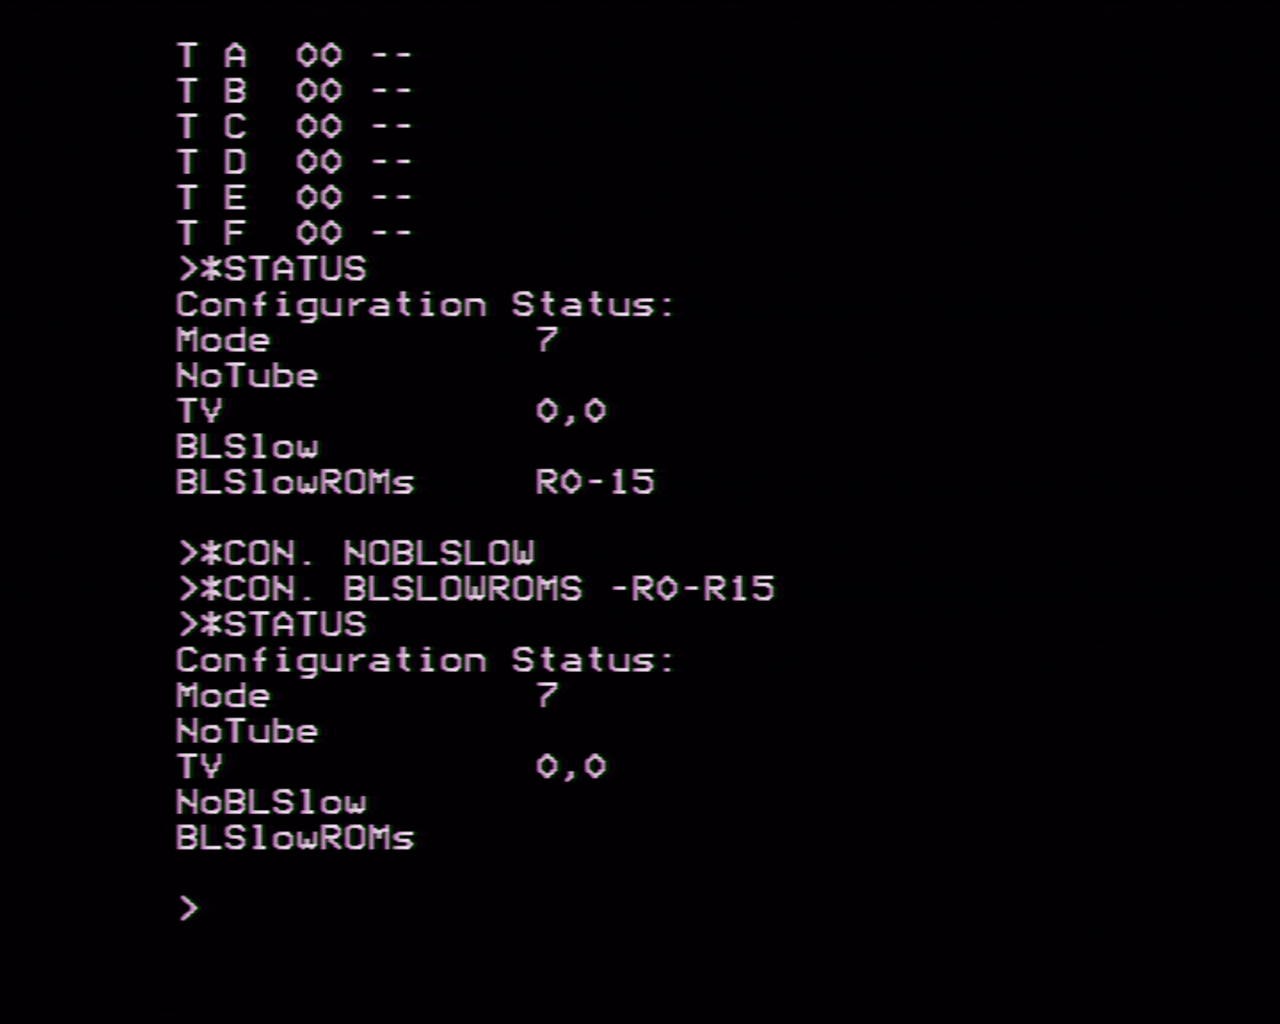 T A  00 --
T B  00 --
T C  00 --
T D  00 --
T E  00 --
T F  00 --
>*STATUS
Configuration Status:
Mode           7
NoTube
TV             0,0
BLSlow
BLSlowROMs     R0-15
>*CON. NOBLSLOW
>*CON. BLSLOWROMS -R0-R15
>*STATUS
Configuration Status:
Mode           7
NoTube
TV             0,0
NoBLSlow
BLSlowROMs
>